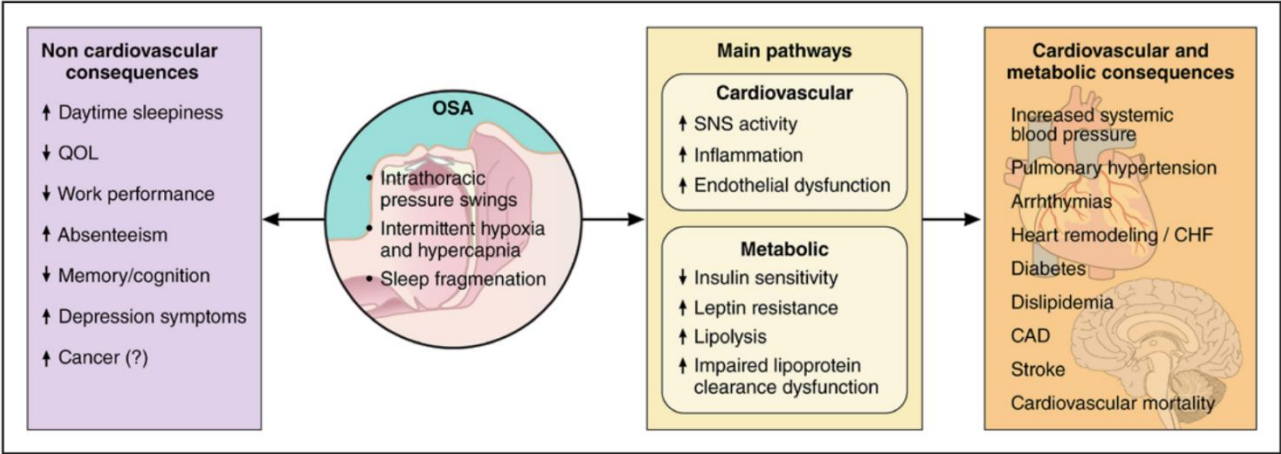 Non cardiovascular
consequences
↑ Daytime sleepiness
↓ QOL
↓ Work performance
↑ Absenteeism
↓ Memory/cognition
↑ Depression symptoms
↑ Cancer (?)
OSA
• Intrathoracic
pressure swings
• Intermittent hypoxia
and hypercapnia
• Sleep fragmenation
Main pathways
Cardiovascular
↑ SNS activity
↑ Inflammation
↑ Endothelial dysfunction
Metabolic
↓ Insulin sensitivity
↑ Leptin resistance
↑ Lipolysis
↑ Impaired lipoprotein
clearance dysfunction
Cardiovascular and
metabolic consequences
Increased systemic
blood pressure
Pulmonary hypertension
Arrhythmias
Heart remodeling / CHF
Diabetes
Dislipidemia
CAD
Stroke
Cardiovascular mortality